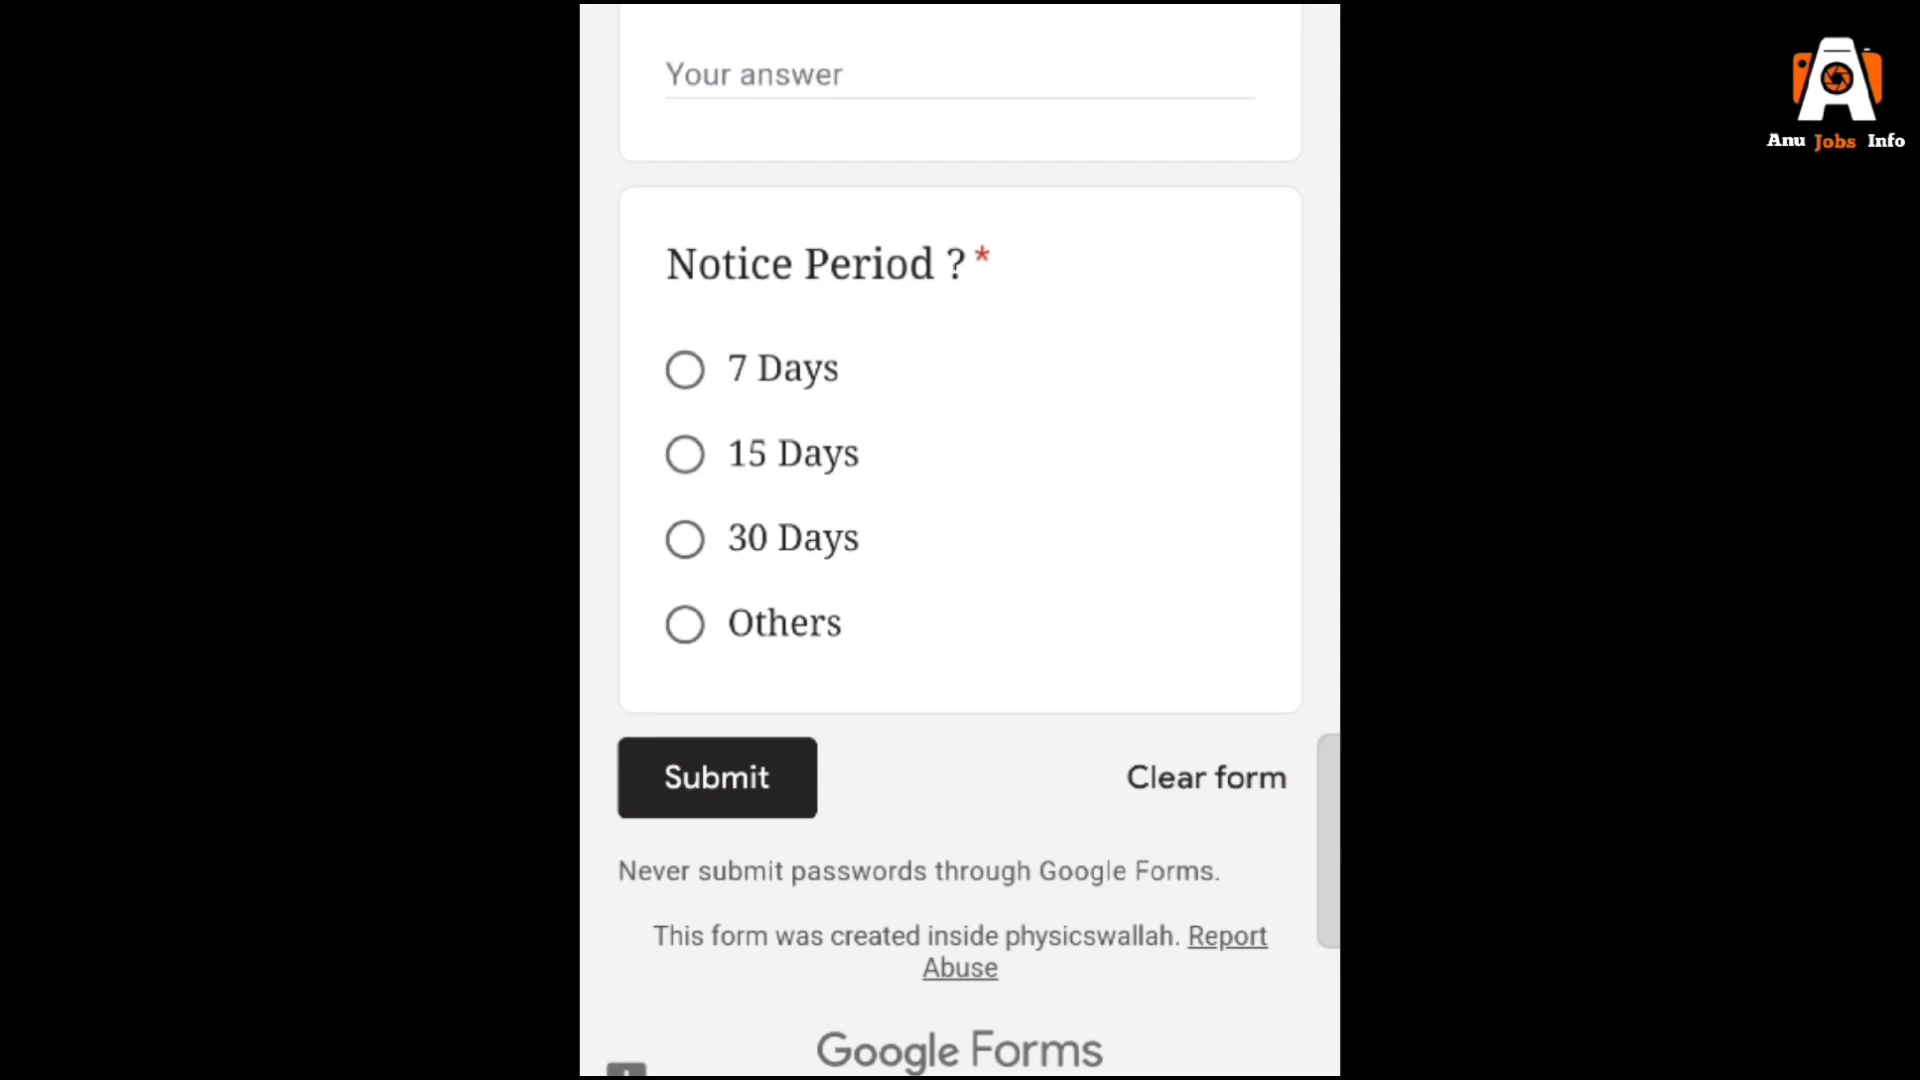 Your answer
Anu Jobs Info
Notice Period ? *
7 Days
15 Days
30 Days
Others
Submit
Clear form
Never submit passwords through Google Forms.
This form was created inside physicswallah. Report
Abuse
Google Forms